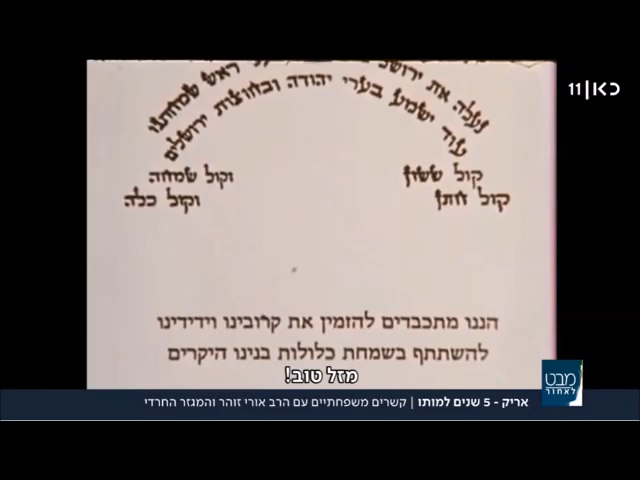 נעלה את ירושלים על ראש שמחתנו
עוד ישמע בערי יהודה ובחוצות ירושלים
קול ששון וקול שמחה
קול חתן וקול כלה
כאן|11
הננו מתכבדים להזמין את קרובינו וידידינו
להשתתף בשמחת כלולות בנינו היקרים
מזל טוב!
מבט
לאחור
אריק - 5 שנים למותו | קשרים משפחתיים עם הרב אורי זוהר והמגזר החרדי